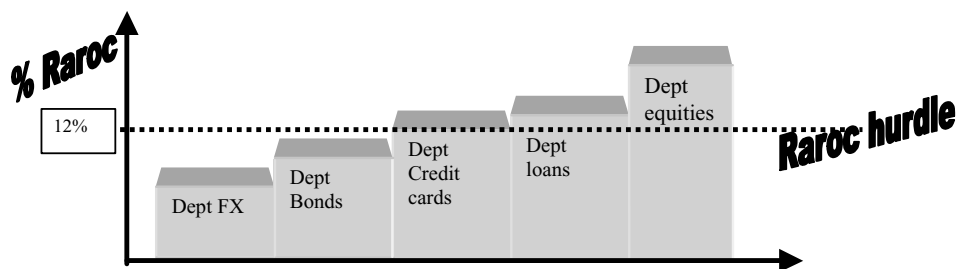 % Raroc
12%
Dept FX
Dept
Bonds
Dept
Credit
cards
Dept
loans
Dept
equities
Raroc hurdle